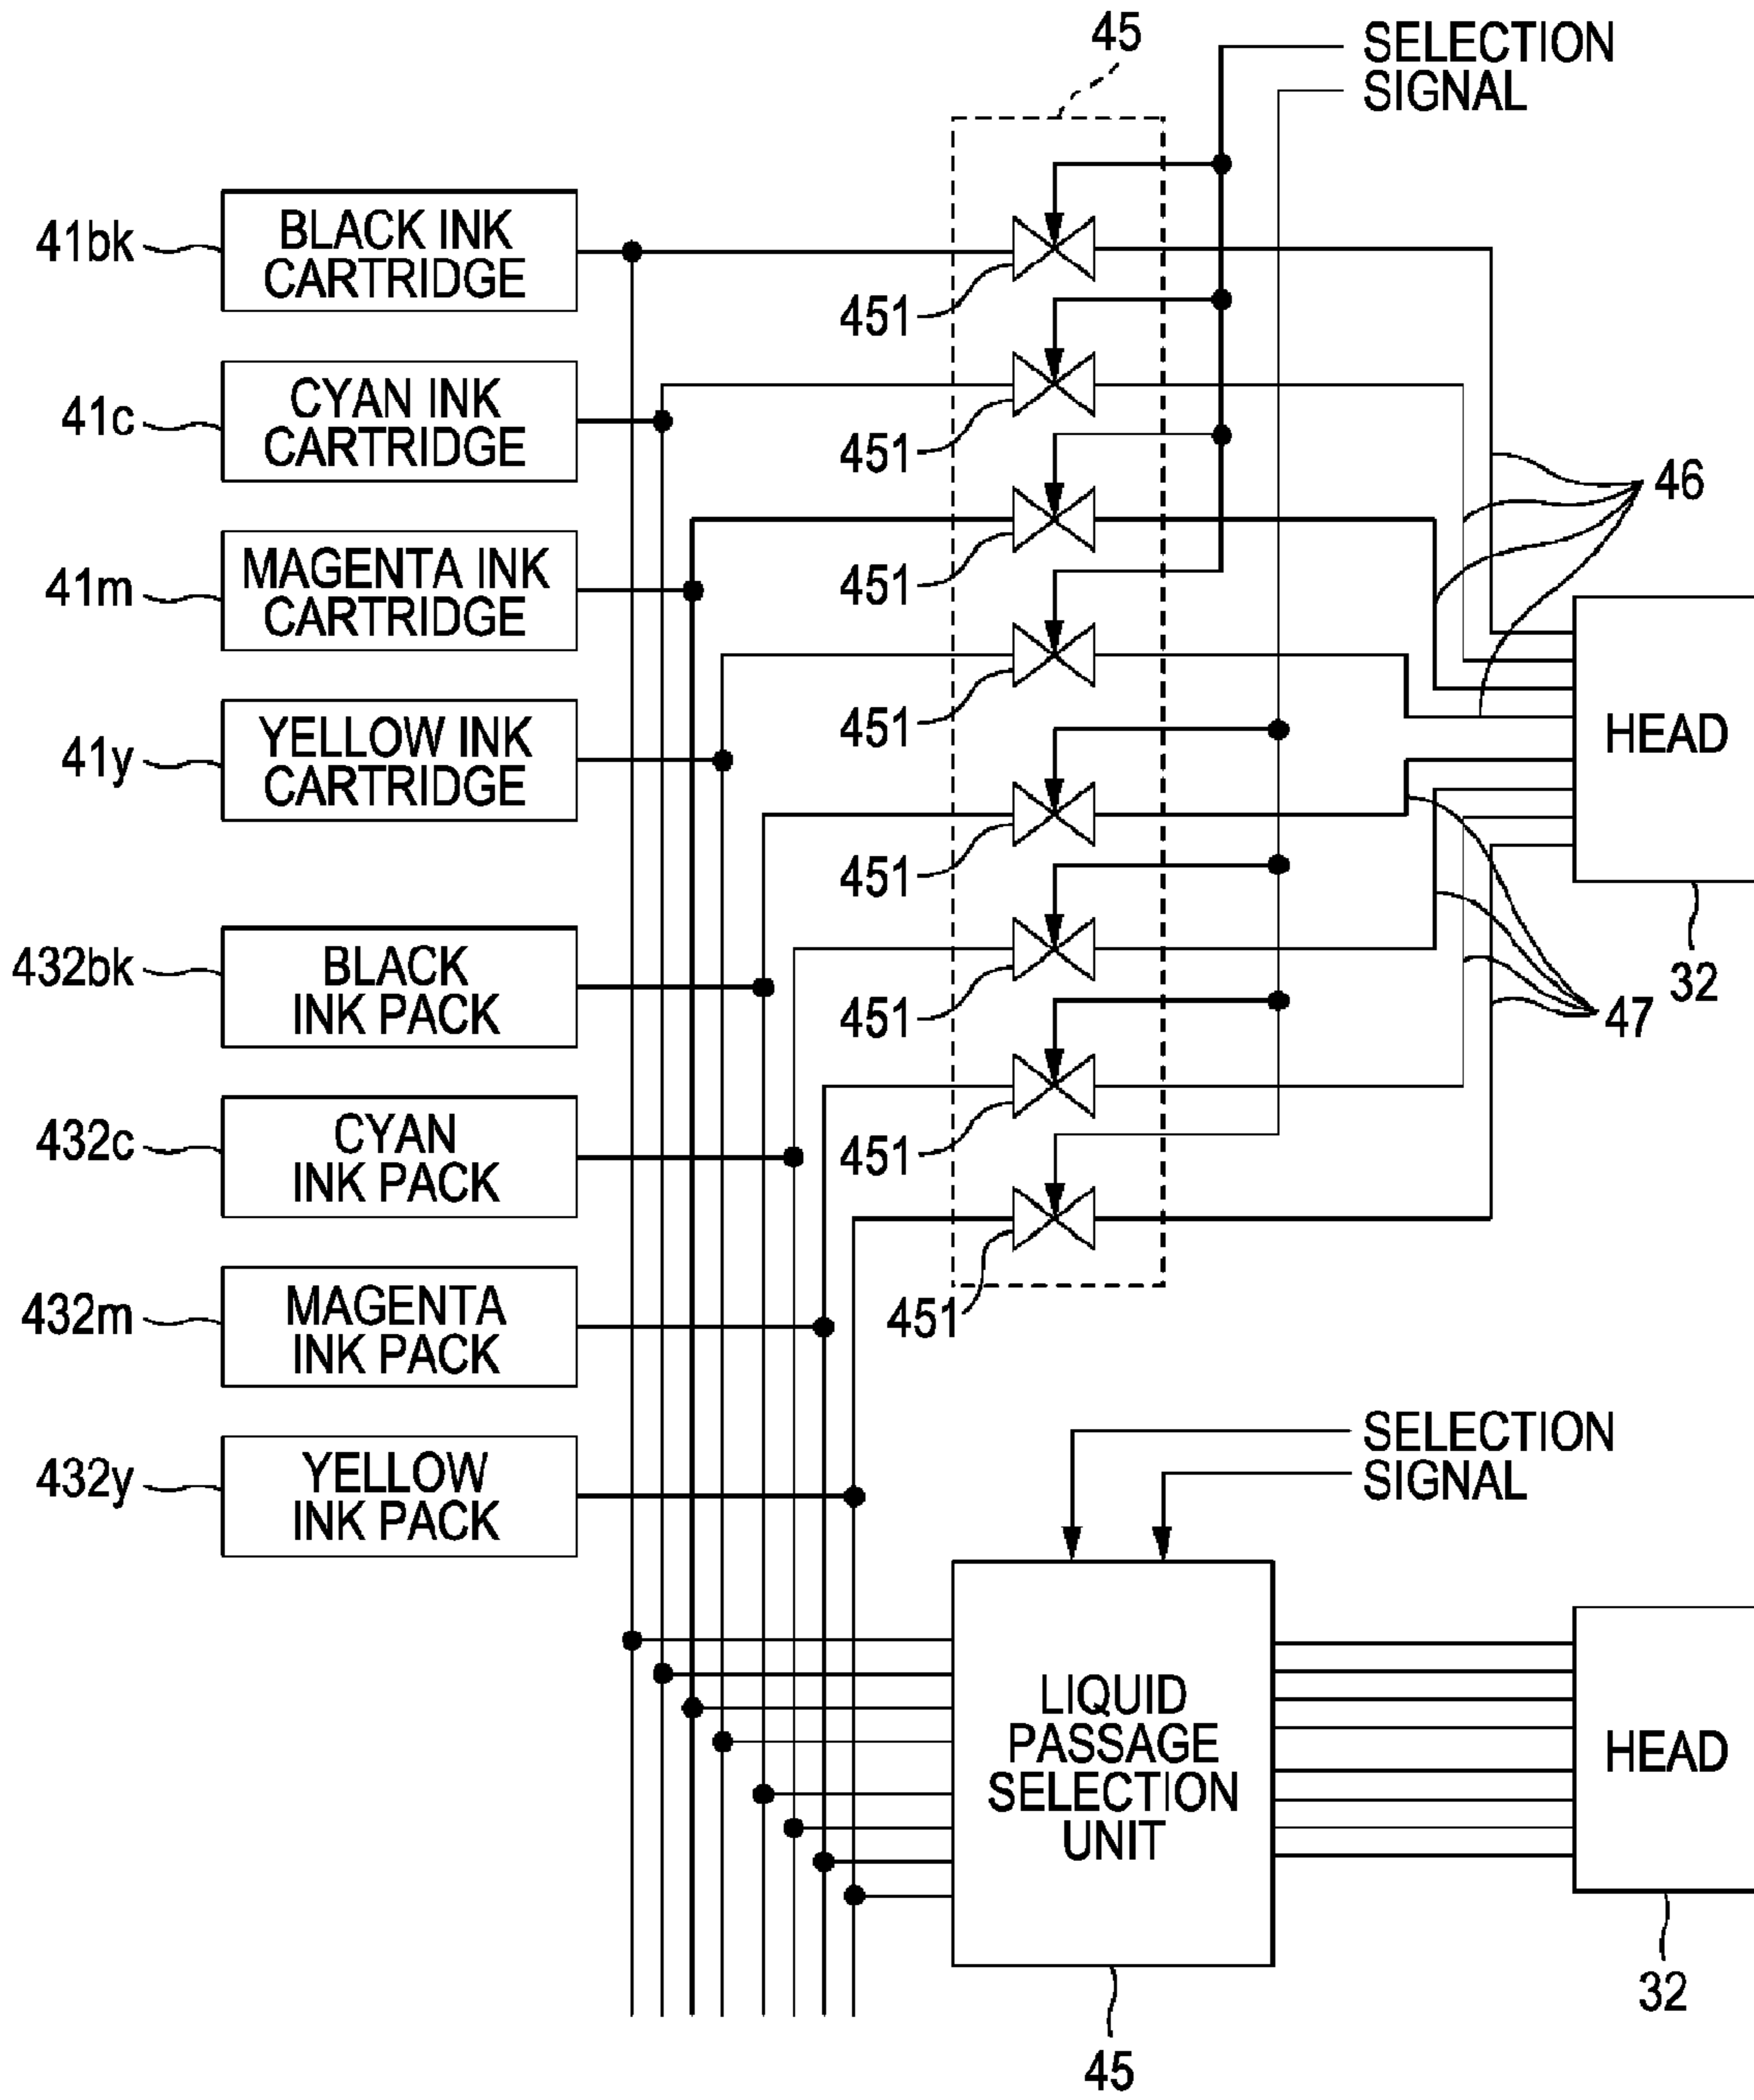 45
SELECTION
SIGNAL
41bk
BLACK INK
CARTRIDGE
451
41c
CYAN INK
CARTRIDGE
451
46
41m
MAGENTA INK
CARTRIDGE
451
41y
YELLOW INK
CARTRIDGE
451
HEAD
32
451
432bk
BLACK
INK PACK
451
47
432c
CYAN
INK PACK
451
432m
MAGENTA
INK PACK
451
432y
YELLOW
INK PACK
SELECTION
SIGNAL
LIQUID
PASSAGE
SELECTION
UNIT
HEAD
32
45